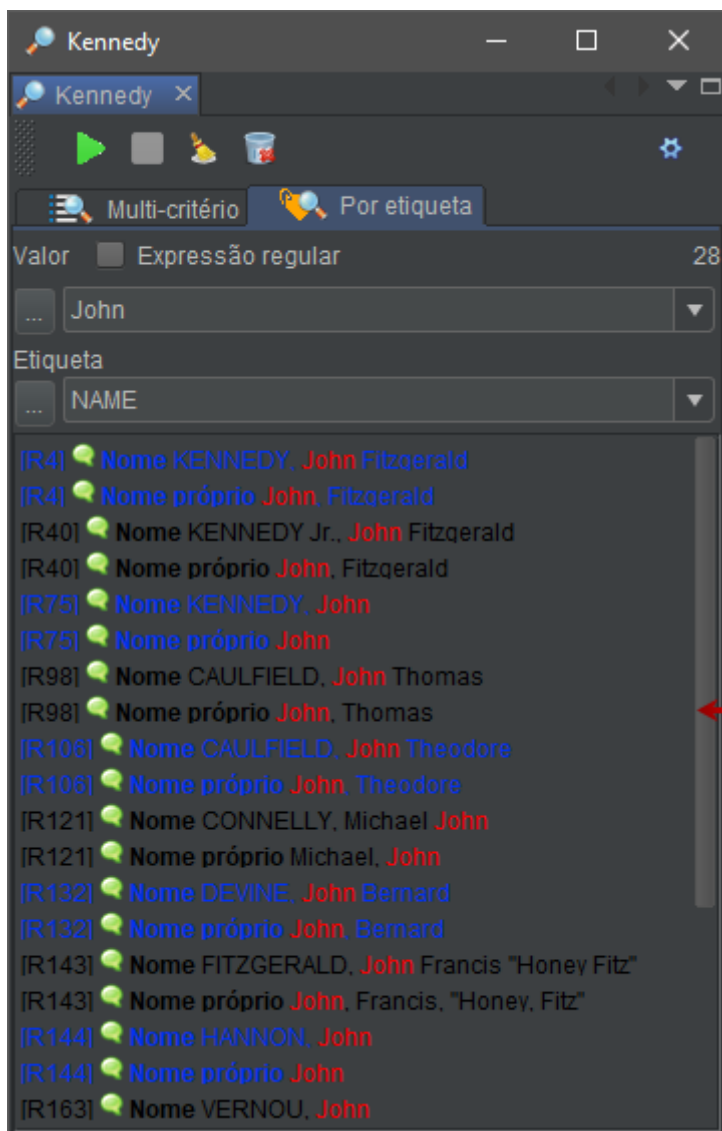 Kennedy
Kennedy
Multi-critério Por etiqueta
Valor Expressão regular 28
... John
Etiqueta
... NAME
[R4] Nome KENNEDY, John Fitzgerald
[R4] Nome próprio John, Fitzgerald
[R40] Nome KENNEDY Jr., John Fitzgerald
[R40] Nome próprio John, Fitzgerald
[R75] Nome KENNEDY, John
[R75] Nome próprio John
[R98] Nome CAULFIELD, John Thomas
[R98] Nome próprio John, Thomas
[R106] Nome CAULFIELD, John Theodore
[R106] Nome próprio John, Theodore
[R121] Nome CONNELLY, Michael John
[R121] Nome próprio Michael, John
[R132] Nome DEVINE, John Bernard
[R132] Nome próprio John, Bernard
[R143] Nome FITZGERALD, John Francis "Honey Fitz"
[R143] Nome próprio John, Francis, "Honey, Fitz"
[R144] Nome HANNON, John
[R144] Nome próprio John
[R163] Nome VERNOU, John